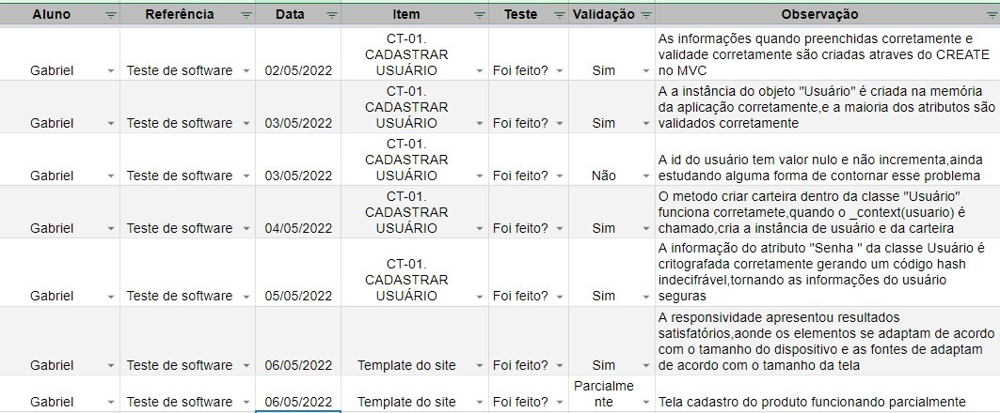 Aluno Referência Data Item Teste Validação Observação
CT-01.
CADASTRAR
USUÁRIO
As informações quando preenchidas corretamente e
validade corretamente são criadas atraves do CREATE
no MVC
Gabriel Teste de software 02/05/2022 Foi feito? Sim
CT-01.
CADASTRAR
USUÁRIO
A a instância do objeto "Usuário" é criada na memória
da aplicação corretamente,e a maioria dos atributos são
validados corretamente
Gabriel Teste de software 03/05/2022 Foi feito? Sim
CT-01.
CADASTRAR
USUÁRIO
A id do usuário tem valor nulo e não incrementa,ainda
estudando alguma forma de contornar esse problema
Gabriel Teste de software 03/05/2022 Foi feito? Não
CT-01.
CADASTRAR
USUÁRIO
O metodo criar carteira dentro da classe "Usuário"
funciona corretamete,quando o _context(usuario) é
chamado,cria a instância de usuário e da carteira
Gabriel Teste de software 04/05/2022 Foi feito? Sim
CT-01.
CADASTRAR
USUÁRIO
A informação do atributo "Senha " da classe Usuário é
critografada corretamente gerando um código hash
indecifrável,tornando as informações do usuário
seguras
Gabriel Teste de software 05/05/2022 Foi feito? Sim
A responsividade apresentou resultados
satisfatórios,aonde os elementos se adaptam de acordo
com o tamanho do dispositivo e as fontes de adaptam
de acordo com o tamanho da tela
Gabriel Teste de software 06/05/2022 Template do site Foi feito? Sim
Parcialme
nte
Gabriel Teste de software 06/05/2022 Template do site Foi feito? Tela cadastro do produto funcionando parcialmente